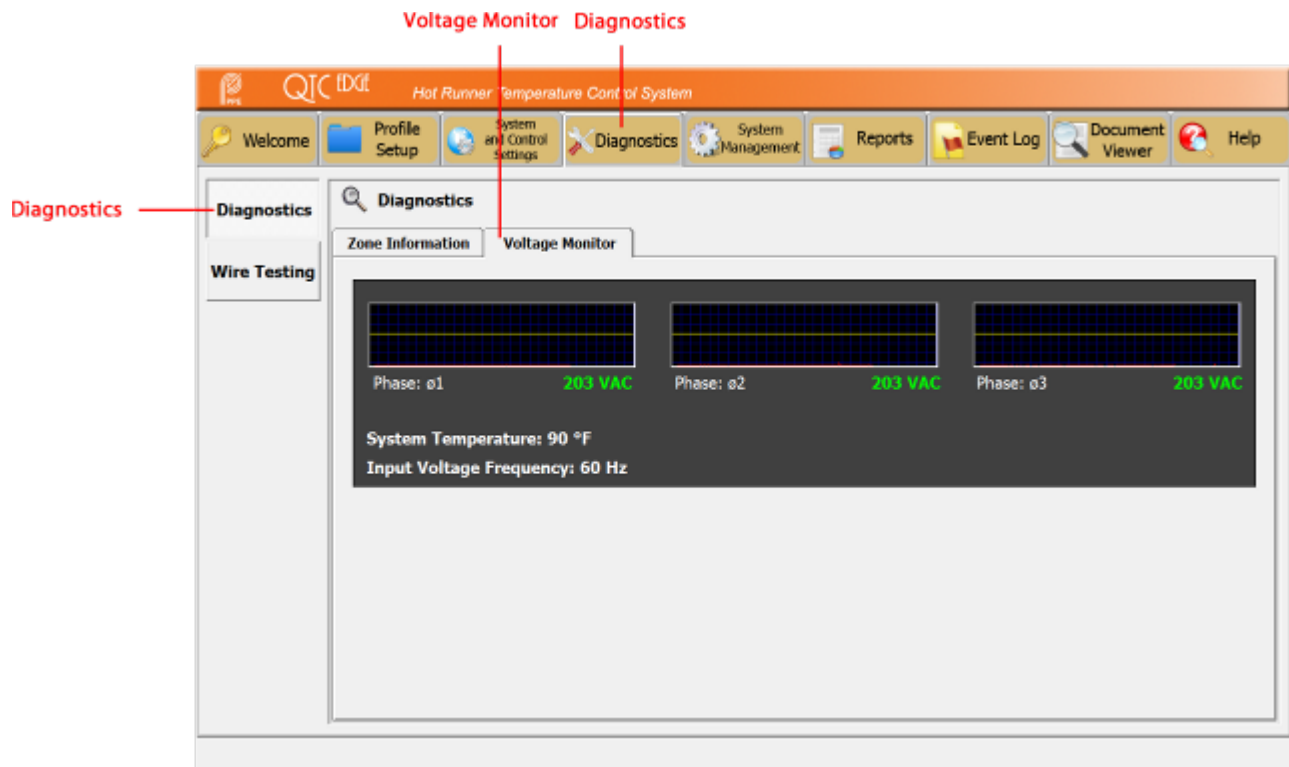 Voltage Monitor Diagnostics
PPE QTC EDGE Hot Runner Temperature Control System
Welcome
Profile
Setup
System
and Control
Settings
Diagnostics
System
Management
Reports
Event Log
Document
Viewer
Help
Diagnostics
Diagnostics
Wire Testing
Diagnostics
Zone Information
Voltage Monitor
Phase: ø1 203 VAC
Phase: ø2 203 VAC
Phase: ø3 203 VAC
System Temperature: 90 °F
Input Voltage Frequency: 60 Hz